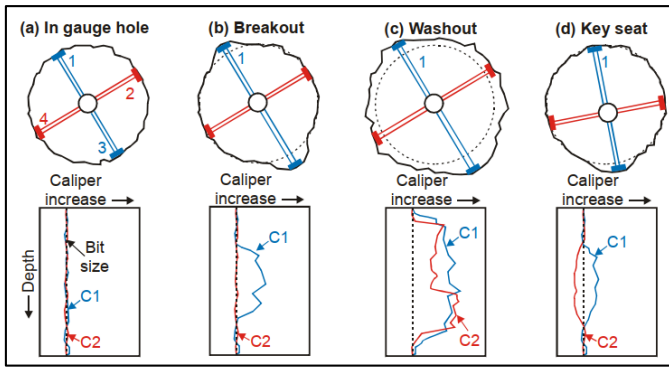 (a) In gauge hole
(b) Breakout
(c) Washout
(d) Key seat
1
2
3
4
1
1
1
Caliper
increase
Caliper
increase
Caliper
increase
Caliper
increase
Depth
Bit
size
C1
C2
C1
C2
C1
C2
C1
C2